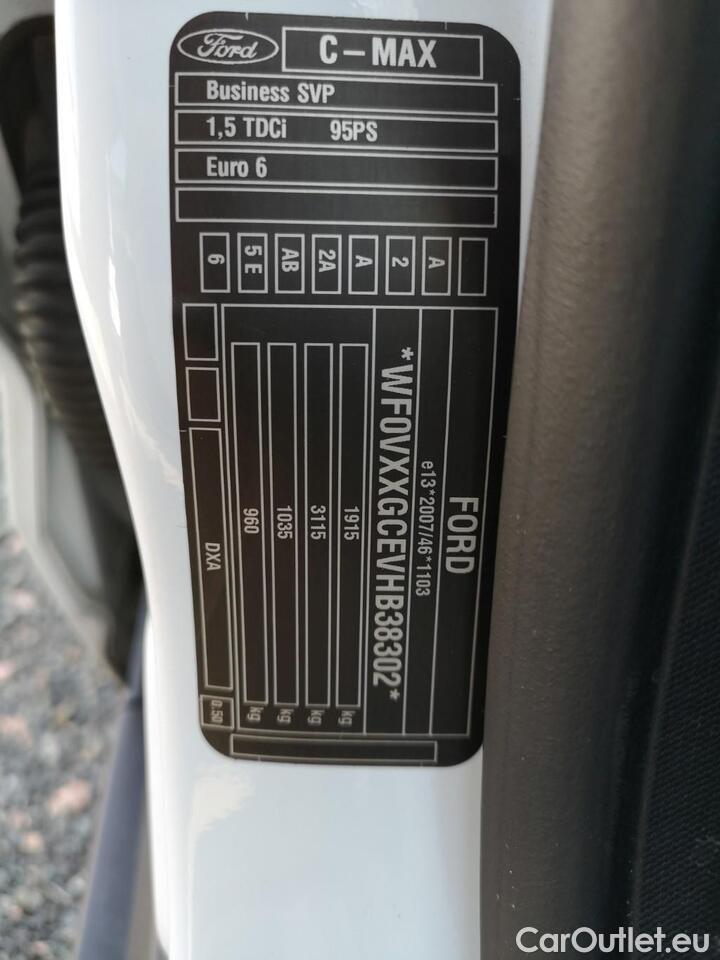 Ford
C-MAX
Business SVP
1,5 TDCi 95PS
Euro 6
6 5E AB 2A A 2 A
FORD
e13*2007/46*1103
*WF0VXXGCEVHB38302*
1915 kg
3115 kg
1035 kg
960 kg
DXA 0.50
CarOutlet.eu